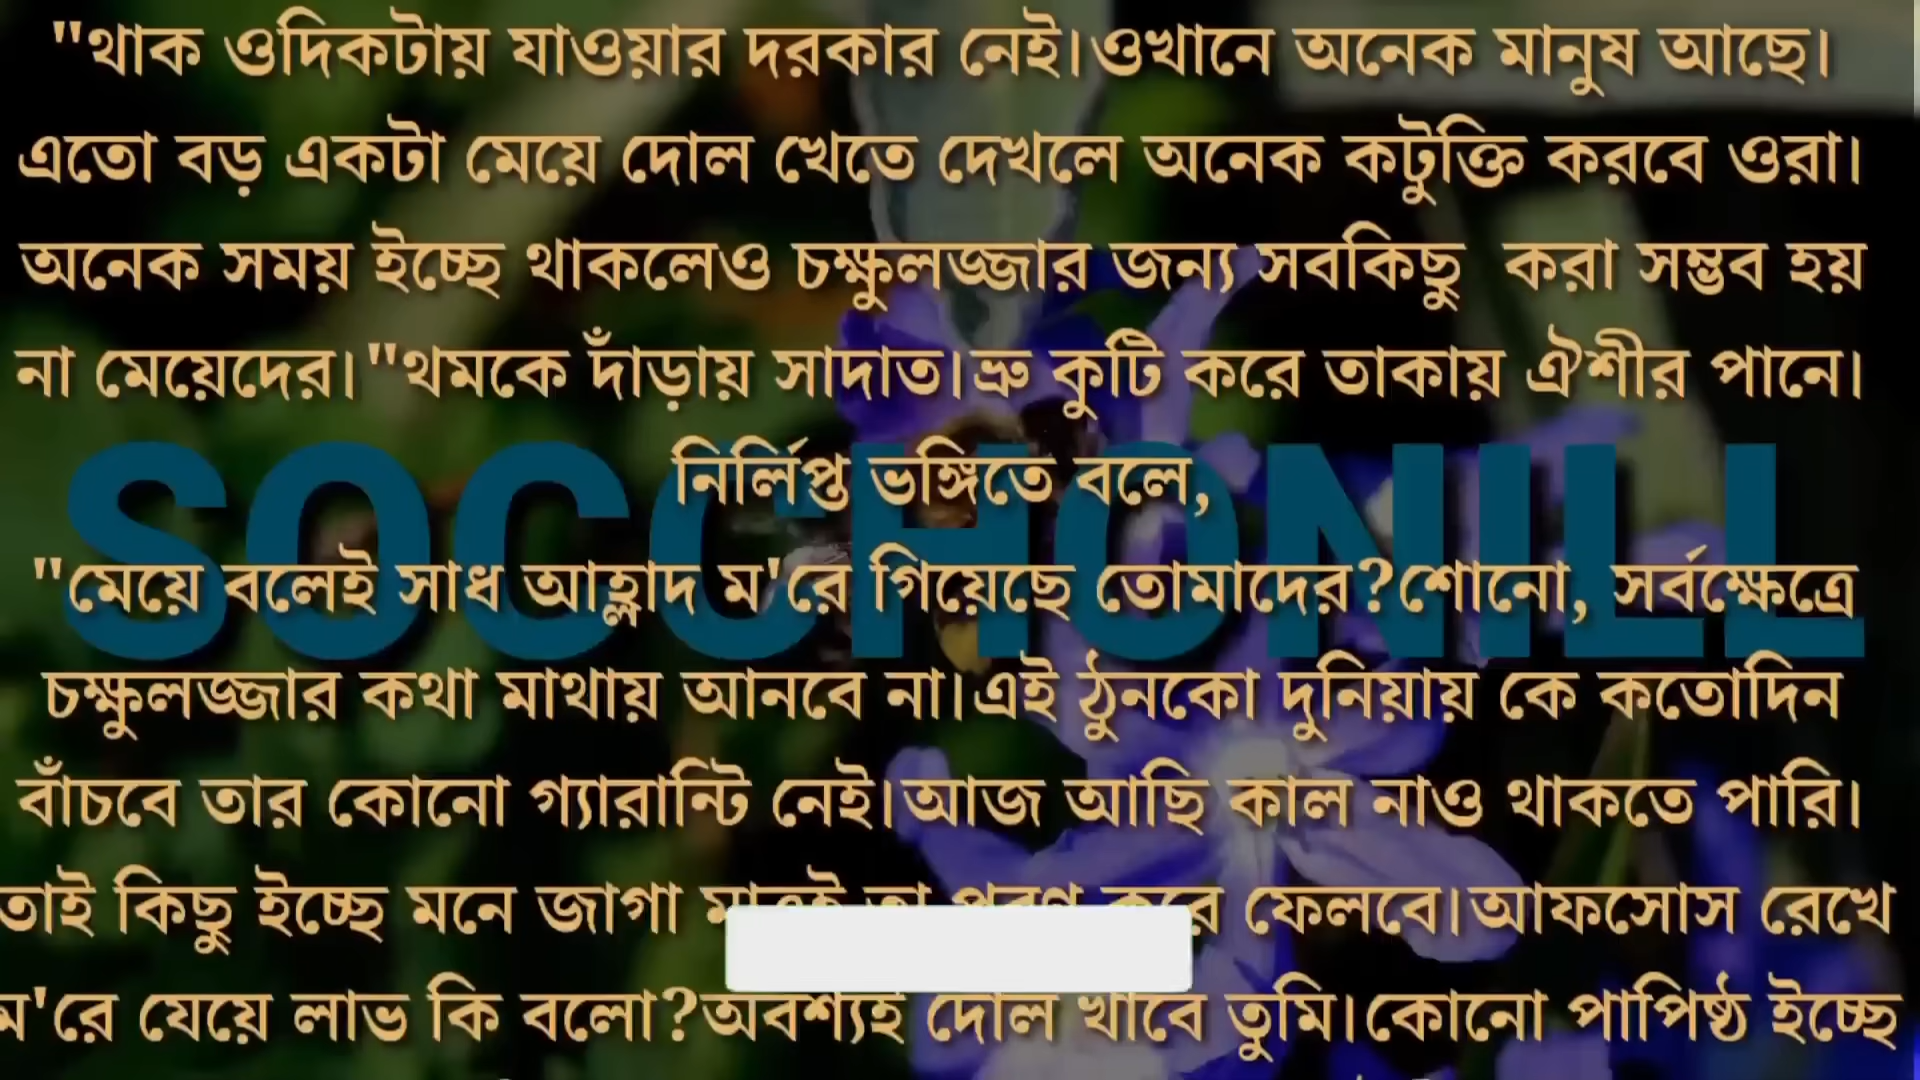 "থাক ওদিকটায় যাওয়ার দরকার নেই।ওখানে অনেক মানুষ আছে।
এতো বড় একটা মেয়ে দোল খেতে দেখলে অনেক কটুক্তি করবে ওরা।
অনেক সময় ইচ্ছে থাকলেও চক্ষুলজ্জার জন্য সবকিছু  করা সম্ভব হয়
না মেয়েদের।"থমকে দাঁড়ায় সাদাত।ভ্রু কুটি করে তাকায় ঐশীর পানে।
নির্লিপ্ত ভঙ্গিতে বলে,
SOCCHONILL
"মেয়ে বলেই সাধ আহ্লাদ ম'রে গিয়েছে তোমাদের?শোনো, সর্বক্ষেত্রে
চক্ষুলজ্জার কথা মাথায় আনবে না।এই ঠুনকো দুনিয়ায় কে কতোদিন
বাঁচবে তার কোনো গ্যারান্টি নেই।আজ আছি কাল নাও থাকতে পারি।
তাই কিছু ইচ্ছে মনে জাগা ফেলবে।আফসোস রেখে
ম'রে যেয়ে লাভ কি বলো?অবশ্যই দোল খাবে তুমি।কোনো পাপিষ্ঠ ইচ্ছে